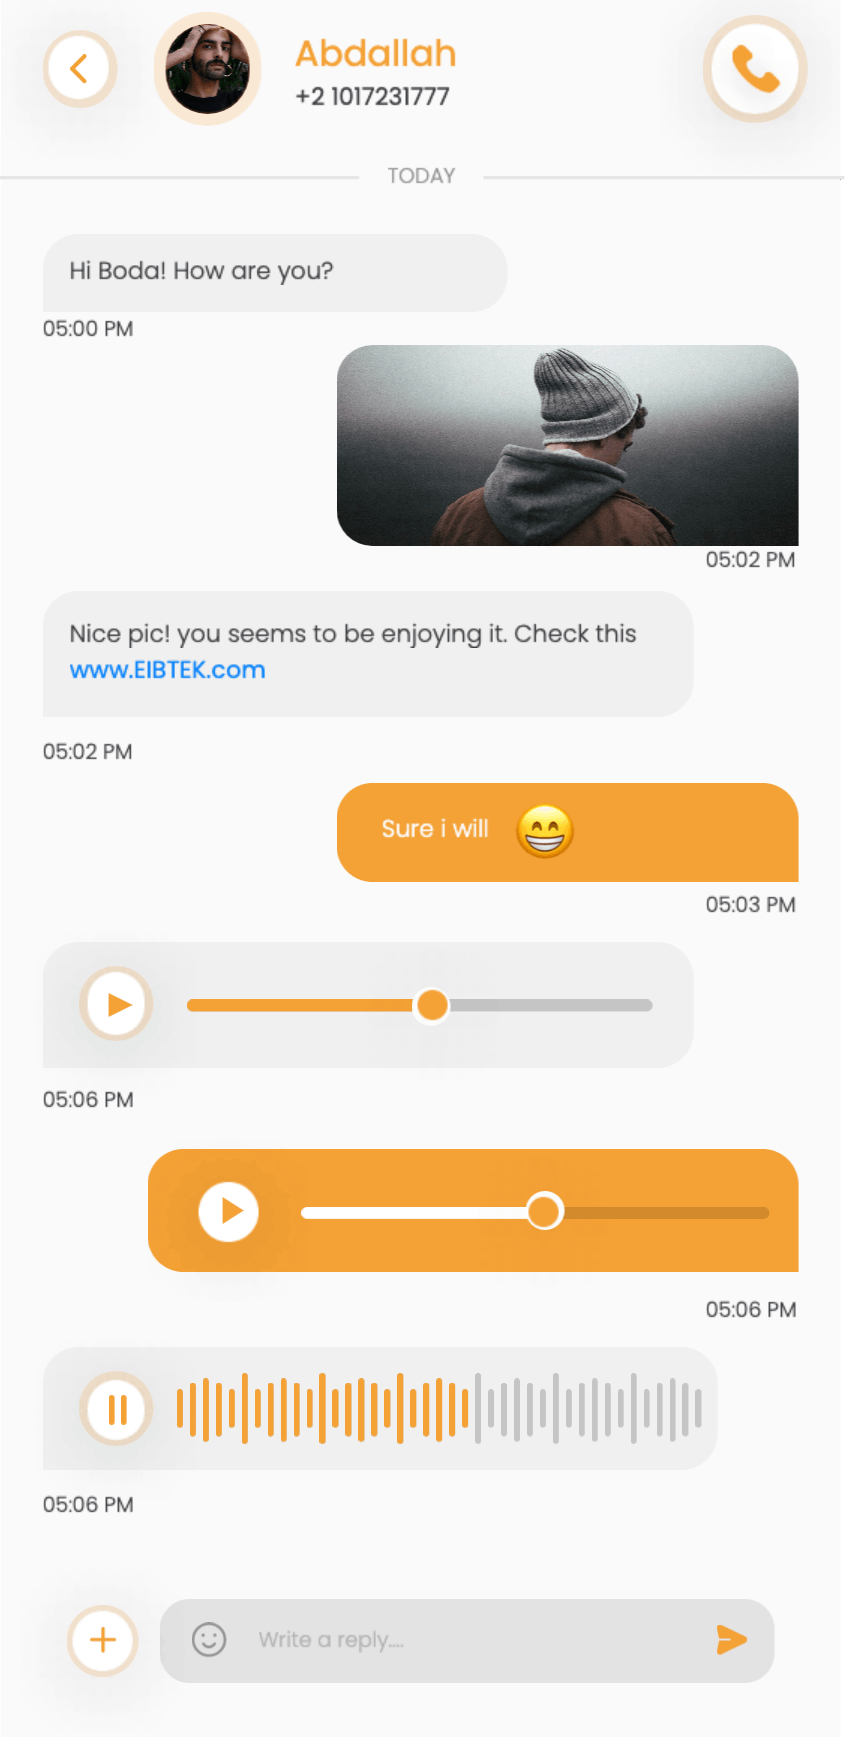 Abdallah
+2 1017231777
TODAY
Hi Boda! How are you?
05:00 PM
05:02 PM
Nice pic! you seems to be enjoying it. Check this
www.EIBTEK.com
05:02 PM
Sure i will 😁
05:03 PM
05:06 PM
05:06 PM
05:06 PM
Write a reply....